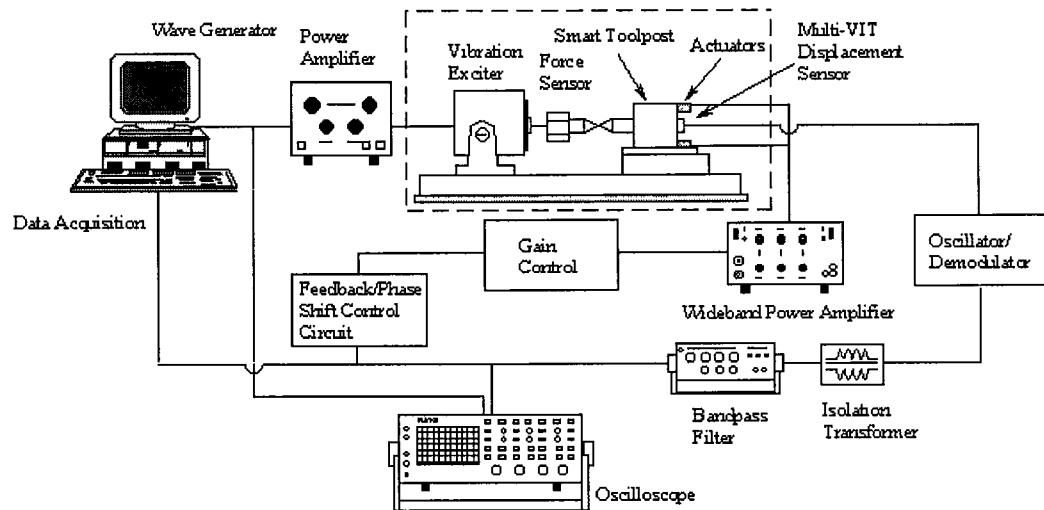 Wave Generator
Power
Amplifier
Vibration
Exciter
Force
Sensor
Smart Toolpost
Actuators
Multi-VIT
Displacement
Sensor
Data Acquisition
Gain
Control
Feedback/Phase
Shift Control
Circuit
Wideband Power Amplifier
Oscillator/
Demodulator
Bandpass
Filter
Isolation
Transformer
Oscilloscope